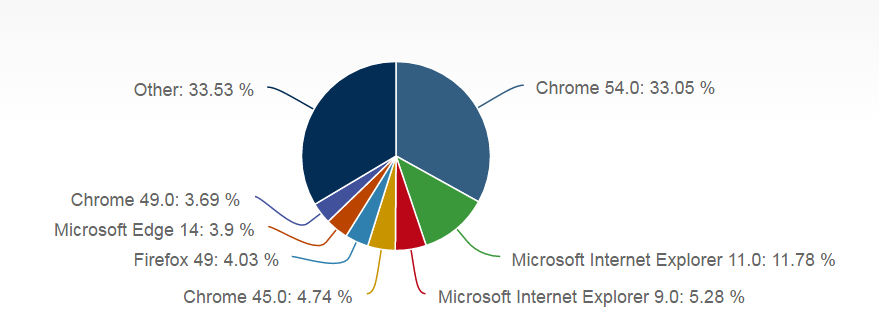 Other: 33.53 %
Chrome 54.0: 33.05 %
Chrome 49.0: 3.69 %
Microsoft Edge 14: 3.9 %
Firefox 49: 4.03 %
Microsoft Internet Explorer 11.0: 11.78 %
Chrome 45.0: 4.74 %
Microsoft Internet Explorer 9.0: 5.28 %